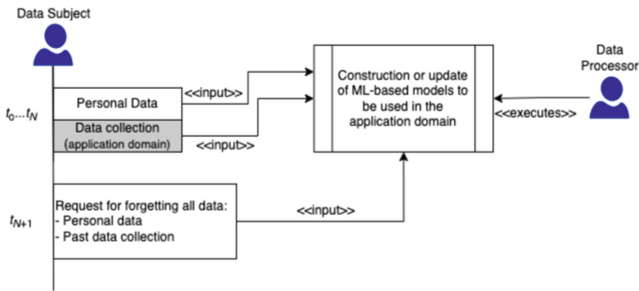 Data Subject
t0...tN
Personal Data
Data collection
(application domain)
<<input>>
<<input>>
Construction or update
of ML-based models to
be used in the
application domain
Data
Processor
<<executes>>
tN+1
Request for forgetting all data:
- Personal data
- Past data collection
<<input>>